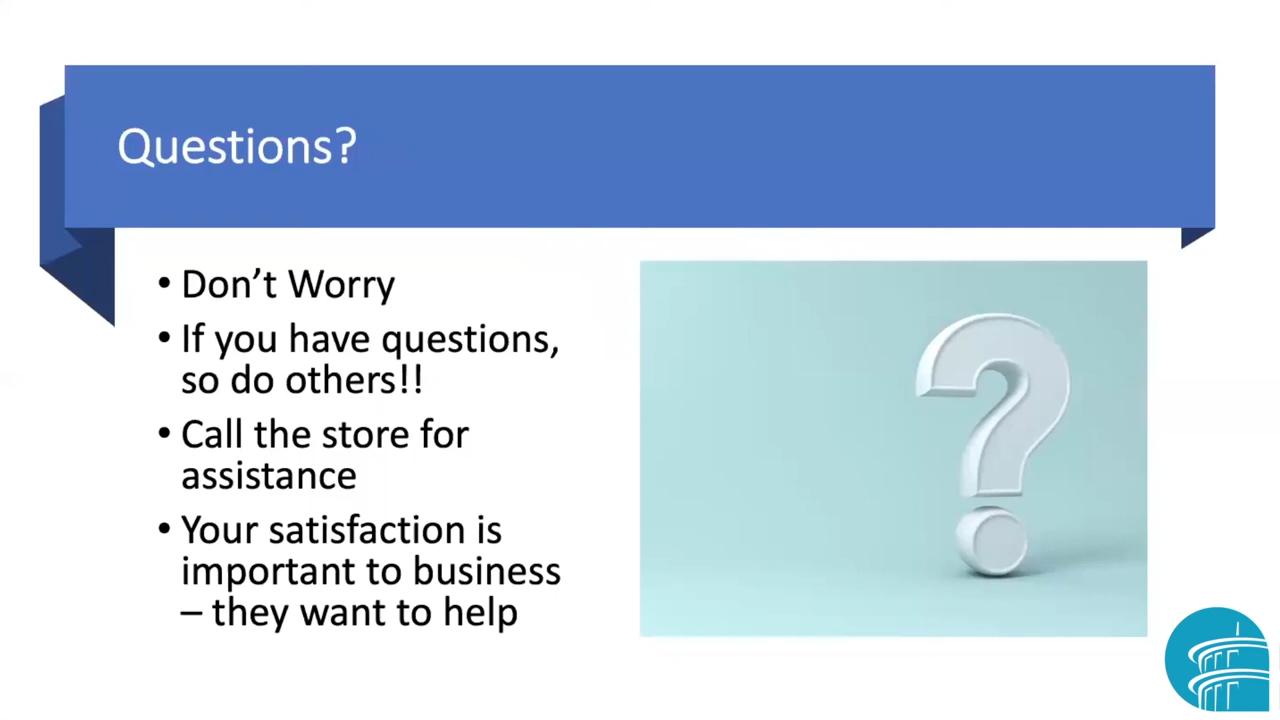 Questions?
• Don’t Worry
• If you have questions,
so do others!!
• Call the store for
assistance
• Your satisfaction is
important to business
– they want to help